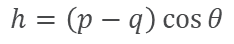 h = (p − q) cos θ